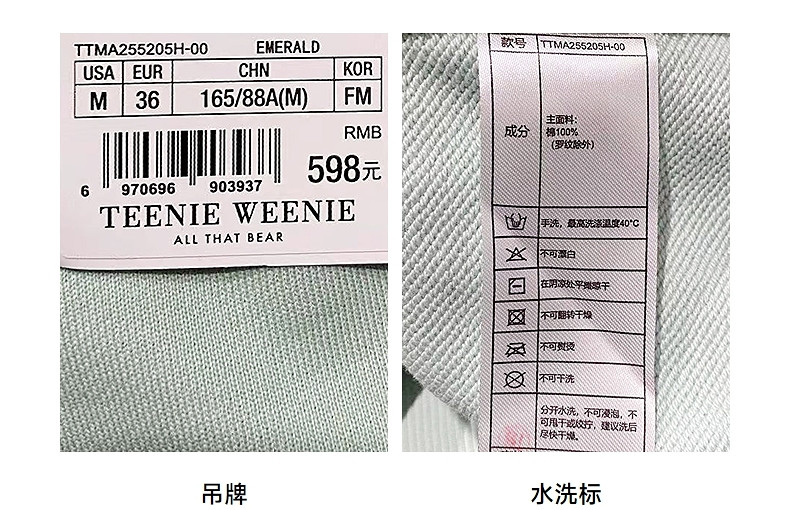 TTMA255205H-00 EMERALD
USA EUR CHN KOR
M 36 165/88A(M) FM
RMB
598元
6 970696 903937
TEENIE WEENIE
ALL THAT BEAR
吊牌
款号 TTMA255205H-00
成分
主面料：
棉100%
（罗纹除外）
手洗，最高洗涤温度40°C
不可漂白
在阴凉处平摊晾干
不可翻转干燥
不可熨烫
不可干洗
分开水洗，不可浸泡，不
可甩干或绞拧，建议洗后
尽快干燥。
水洗标